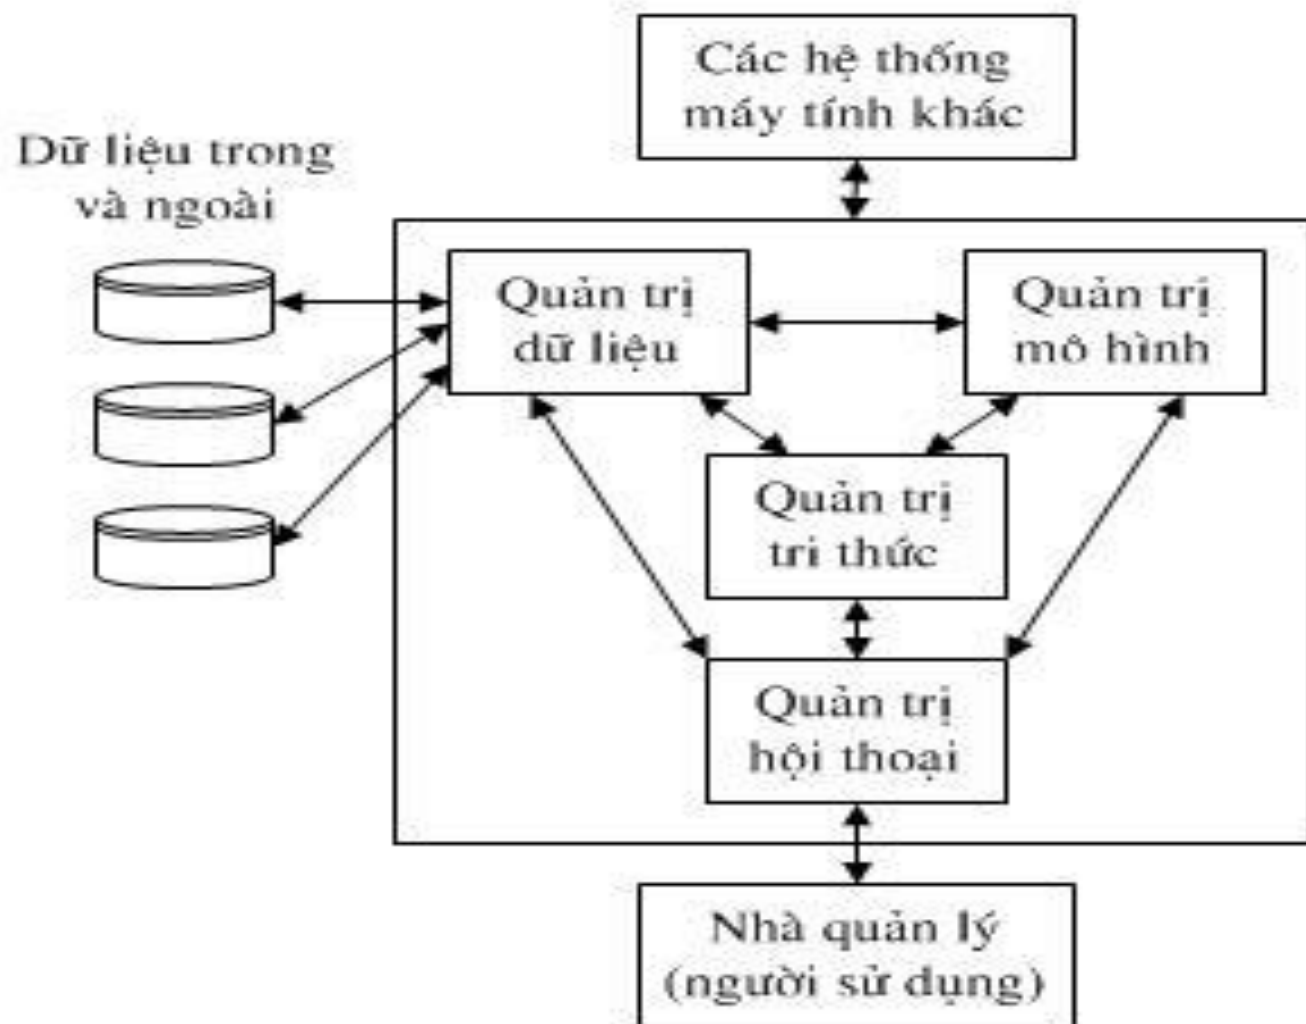 Các hệ thống
máy tính khác
Dữ liệu trong
và ngoài
Quản trị
dữ liệu
Quản trị
mô hình
Quản trị
tri thức
Quản trị
hội thoại
Nhà quản lý
(người sử dụng)